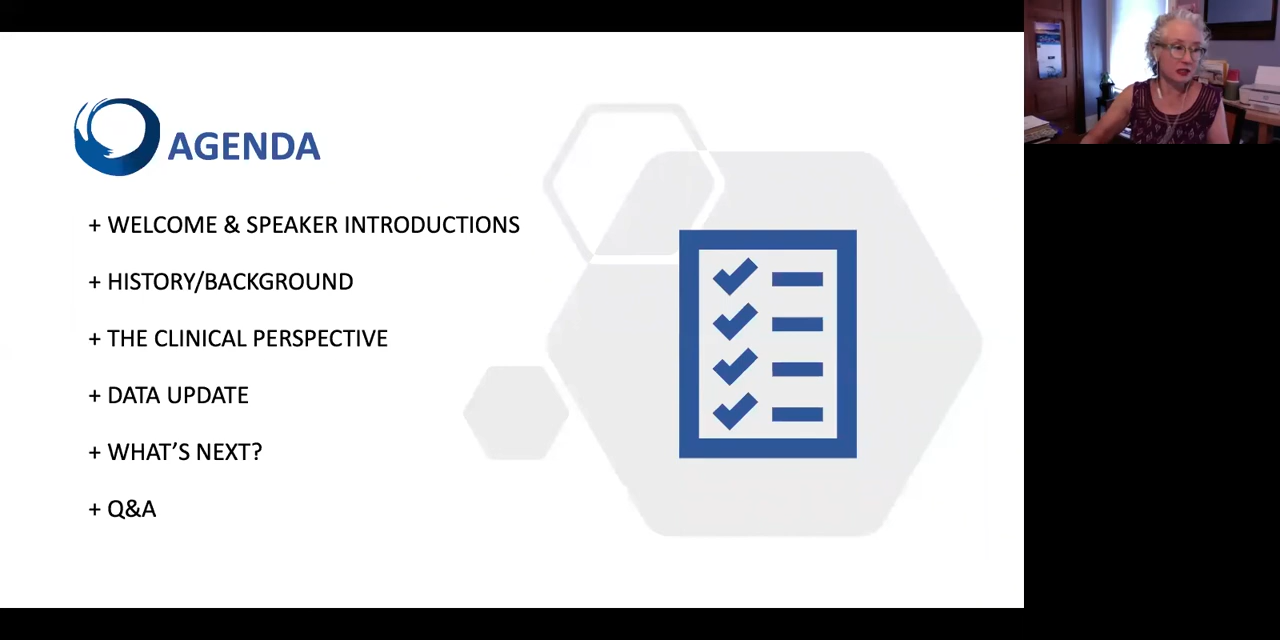 AGENDA
+ WELCOME & SPEAKER INTRODUCTIONS
+ HISTORY/BACKGROUND
+ THE CLINICAL PERSPECTIVE
+ DATA UPDATE
+ WHAT’S NEXT?
+ Q&A